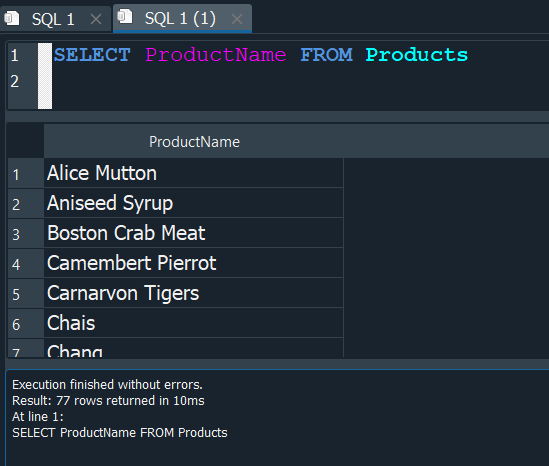 SQL 1 SQL 1 (1)
1 SELECT ProductName FROM Products
2
ProductName
1 Alice Mutton
2 Aniseed Syrup
3 Boston Crab Meat
4 Camembert Pierrot
5 Carnarvon Tigers
6 Chais
7 Chang
Execution finished without errors.
Result: 77 rows returned in 10ms
At line 1:
SELECT ProductName FROM Products